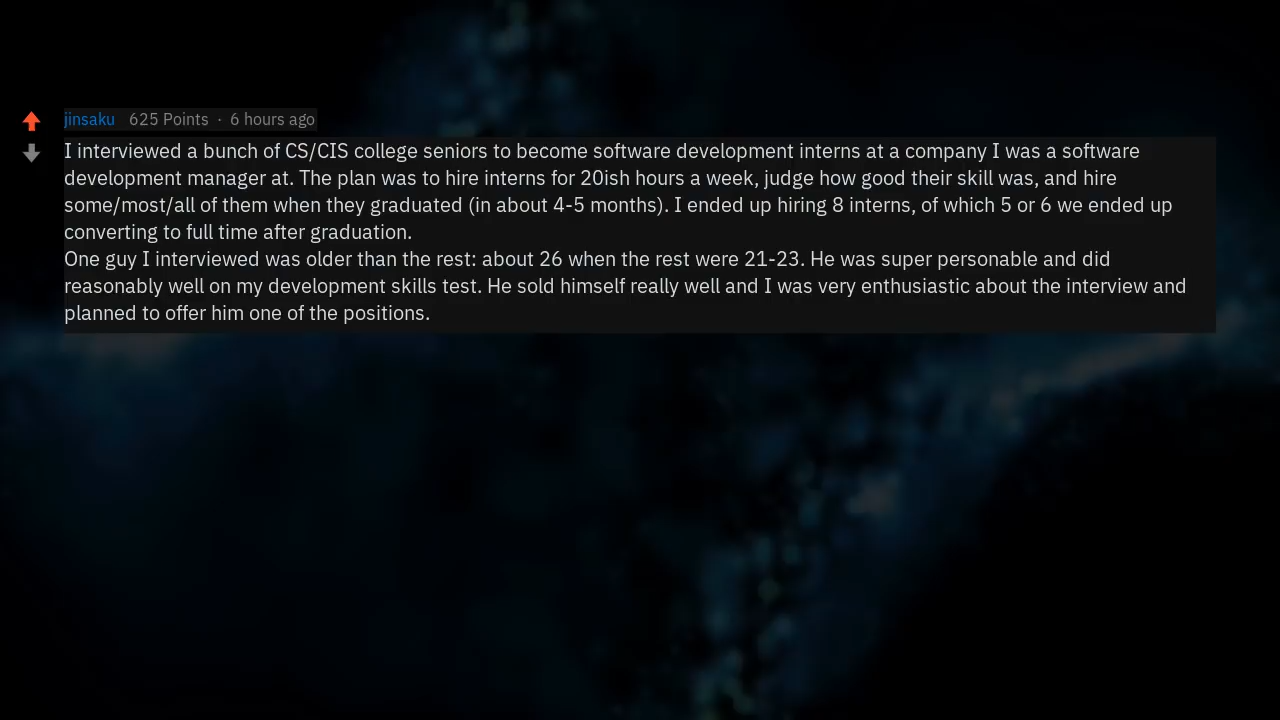 jinsaku 625 Points · 6 hours ago
I interviewed a bunch of CS/CIS college seniors to become software development interns at a company I was a software
development manager at. The plan was to hire interns for 20ish hours a week, judge how good their skill was, and hire
some/most/all of them when they graduated (in about 4-5 months). I ended up hiring 8 interns, of which 5 or 6 we ended up
converting to full time after graduation.
One guy I interviewed was older than the rest: about 26 when the rest were 21-23. He was super personable and did
reasonably well on my development skills test. He sold himself really well and I was very enthusiastic about the interview and
planned to offer him one of the positions.